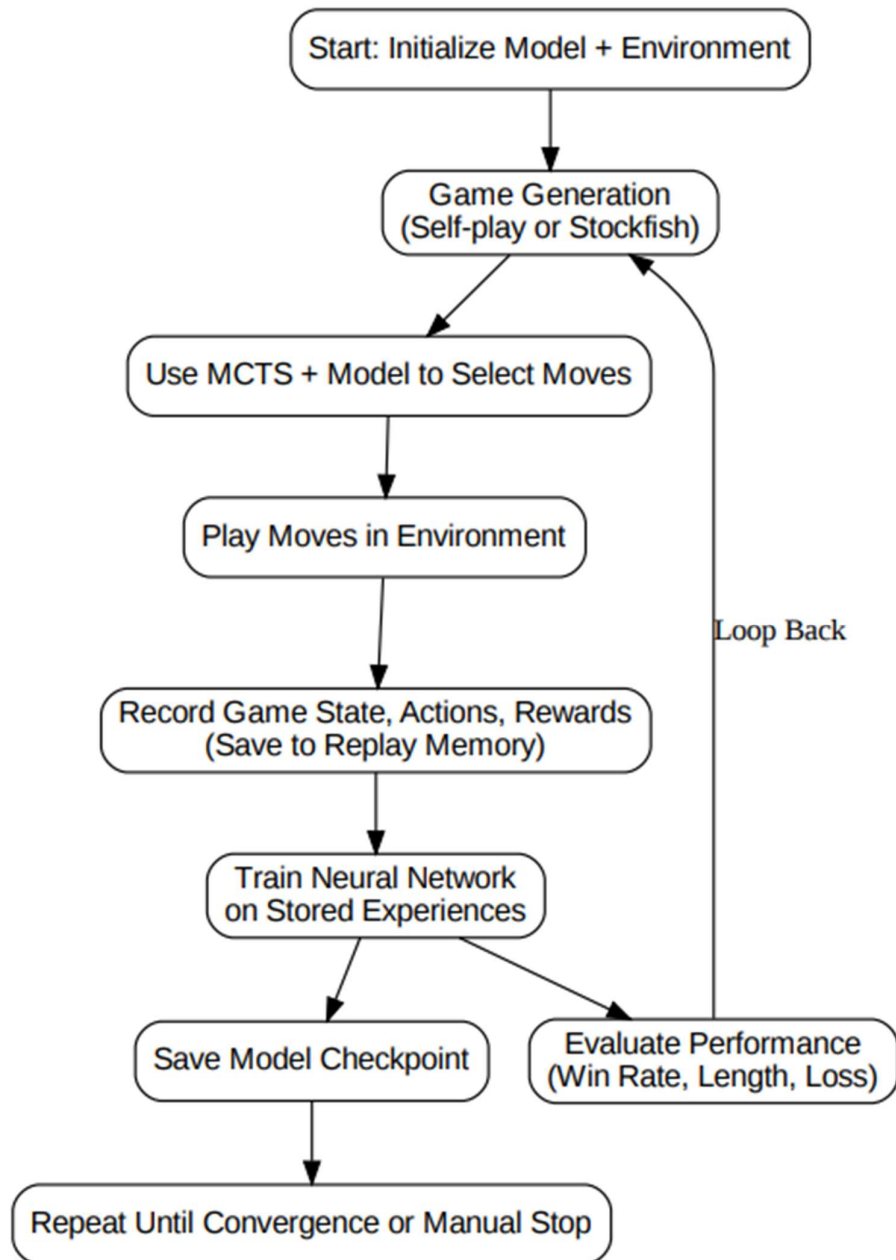 Start: Initialize Model + Environment
Game Generation
(Self-play or Stockfish)
Use MCTS + Model to Select Moves
Play Moves in Environment
Loop Back
Record Game State, Actions, Rewards
(Save to Replay Memory)
Train Neural Network
on Stored Experiences
Save Model Checkpoint
Evaluate Performance
(Win Rate, Length, Loss)
Repeat Until Convergence or Manual Stop